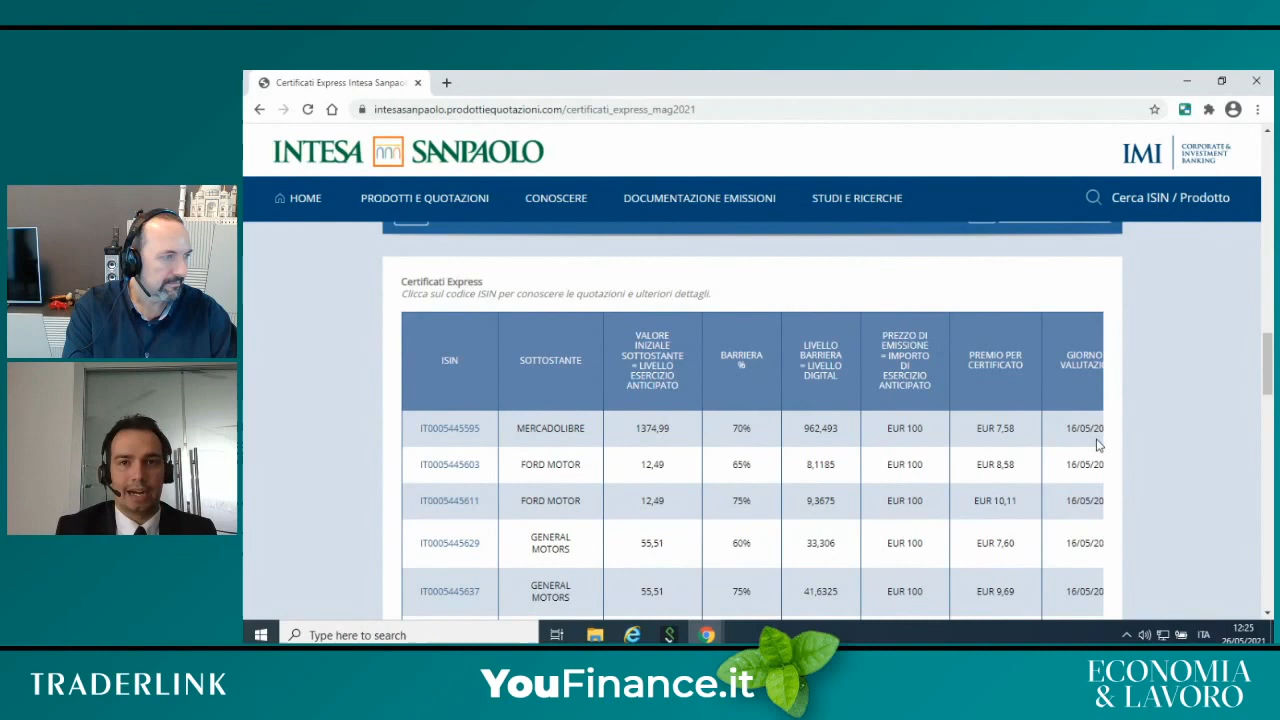 Certificati Express Intesa Sanpao
intesasanpaolo.prodottiequotazioni.com/certificati_express_mag2021
INTESA SANPAOLO
IMI CORPORATE & INVESTMENT BANKING
HOME PRODOTTI E QUOTAZIONI CONOSCERE DOCUMENTAZIONE EMISSIONI STUDI E RICERCHE Cerca ISIN / Prodotto
Certificati Express
Clicca sul codice ISIN per conoscere le quotazioni e ulteriori dettagli.
ISIN
SOTTOSTANTE
VALORE
INIZIALE
SOTTOSTANTE
= LIVELLO
ESERCIZIO
ANTICIPATO
BARRIERA
%
LIVELLO
BARRIERA
= LIVELLO
DIGITAL
PREZZO DI
EMISSIONE
= IMPORTO
DI
ESERCIZIO
ANTICIPATO
PREMIO PER
CERTIFICATO
GIORNO
VALUTAZIO
IT0005445595 MERCADOLIBRE 1374,99 70% 962,493 EUR 100 EUR 7,58 16/05/20
IT0005445603 FORD MOTOR 12,49 65% 8,1185 EUR 100 EUR 8,58 16/05/20
IT0005445611 FORD MOTOR 12,49 75% 9,3675 EUR 100 EUR 10,11 16/05/20
IT0005445629 GENERAL MOTORS 55,51 60% 33,306 EUR 100 EUR 7,60 16/05/20
IT0005445637 GENERAL MOTORS 55,51 75% 41,6325 EUR 100 EUR 9,69 16/05/20
Type here to search
ITA
12:25
26/05/2021
TRADERLINK
YouFinance.it
ECONOMIA
& LAVORO